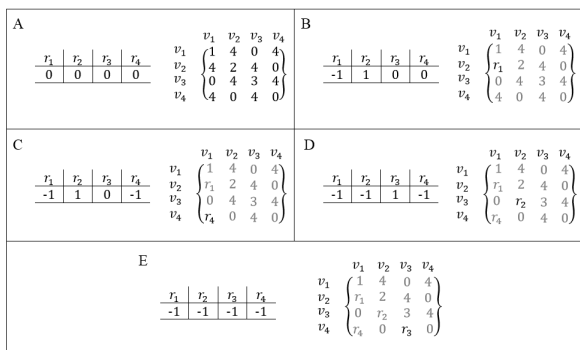 A
r₁ r₂ r₃ r₄
0 0 0 0
v₁ v₂ v₃ v₄
v₁ 1 4 0 4
v₂ 4 2 4 0
v₃ 0 4 3 4
v₄ 4 0 4 0
B
r₁ r₂ r₃ r₄
-1 1 0 0
v₁ v₂ v₃ v₄
v₁ 1 4 0 4
v₂ r₁ 2 4 0
v₃ 0 4 3 4
v₄ 4 0 4 0
C
r₁ r₂ r₃ r₄
-1 1 0 -1
v₁ v₂ v₃ v₄
v₁ 1 4 0 4
v₂ r₁ 2 4 0
v₃ 0 4 3 4
v₄ r₄ 0 4 0
D
r₁ r₂ r₃ r₄
-1 -1 1 -1
v₁ v₂ v₃ v₄
v₁ 1 4 0 4
v₂ r₁ 2 4 0
v₃ 0 r₂ 3 4
v₄ r₄ 0 4 0
E
r₁ r₂ r₃ r₄
-1 -1 -1 -1
v₁ v₂ v₃ v₄
v₁ 1 4 0 4
v₂ r₁ 2 4 0
v₃ 0 r₂ 3 4
v₄ r₄ 0 r₃ 0